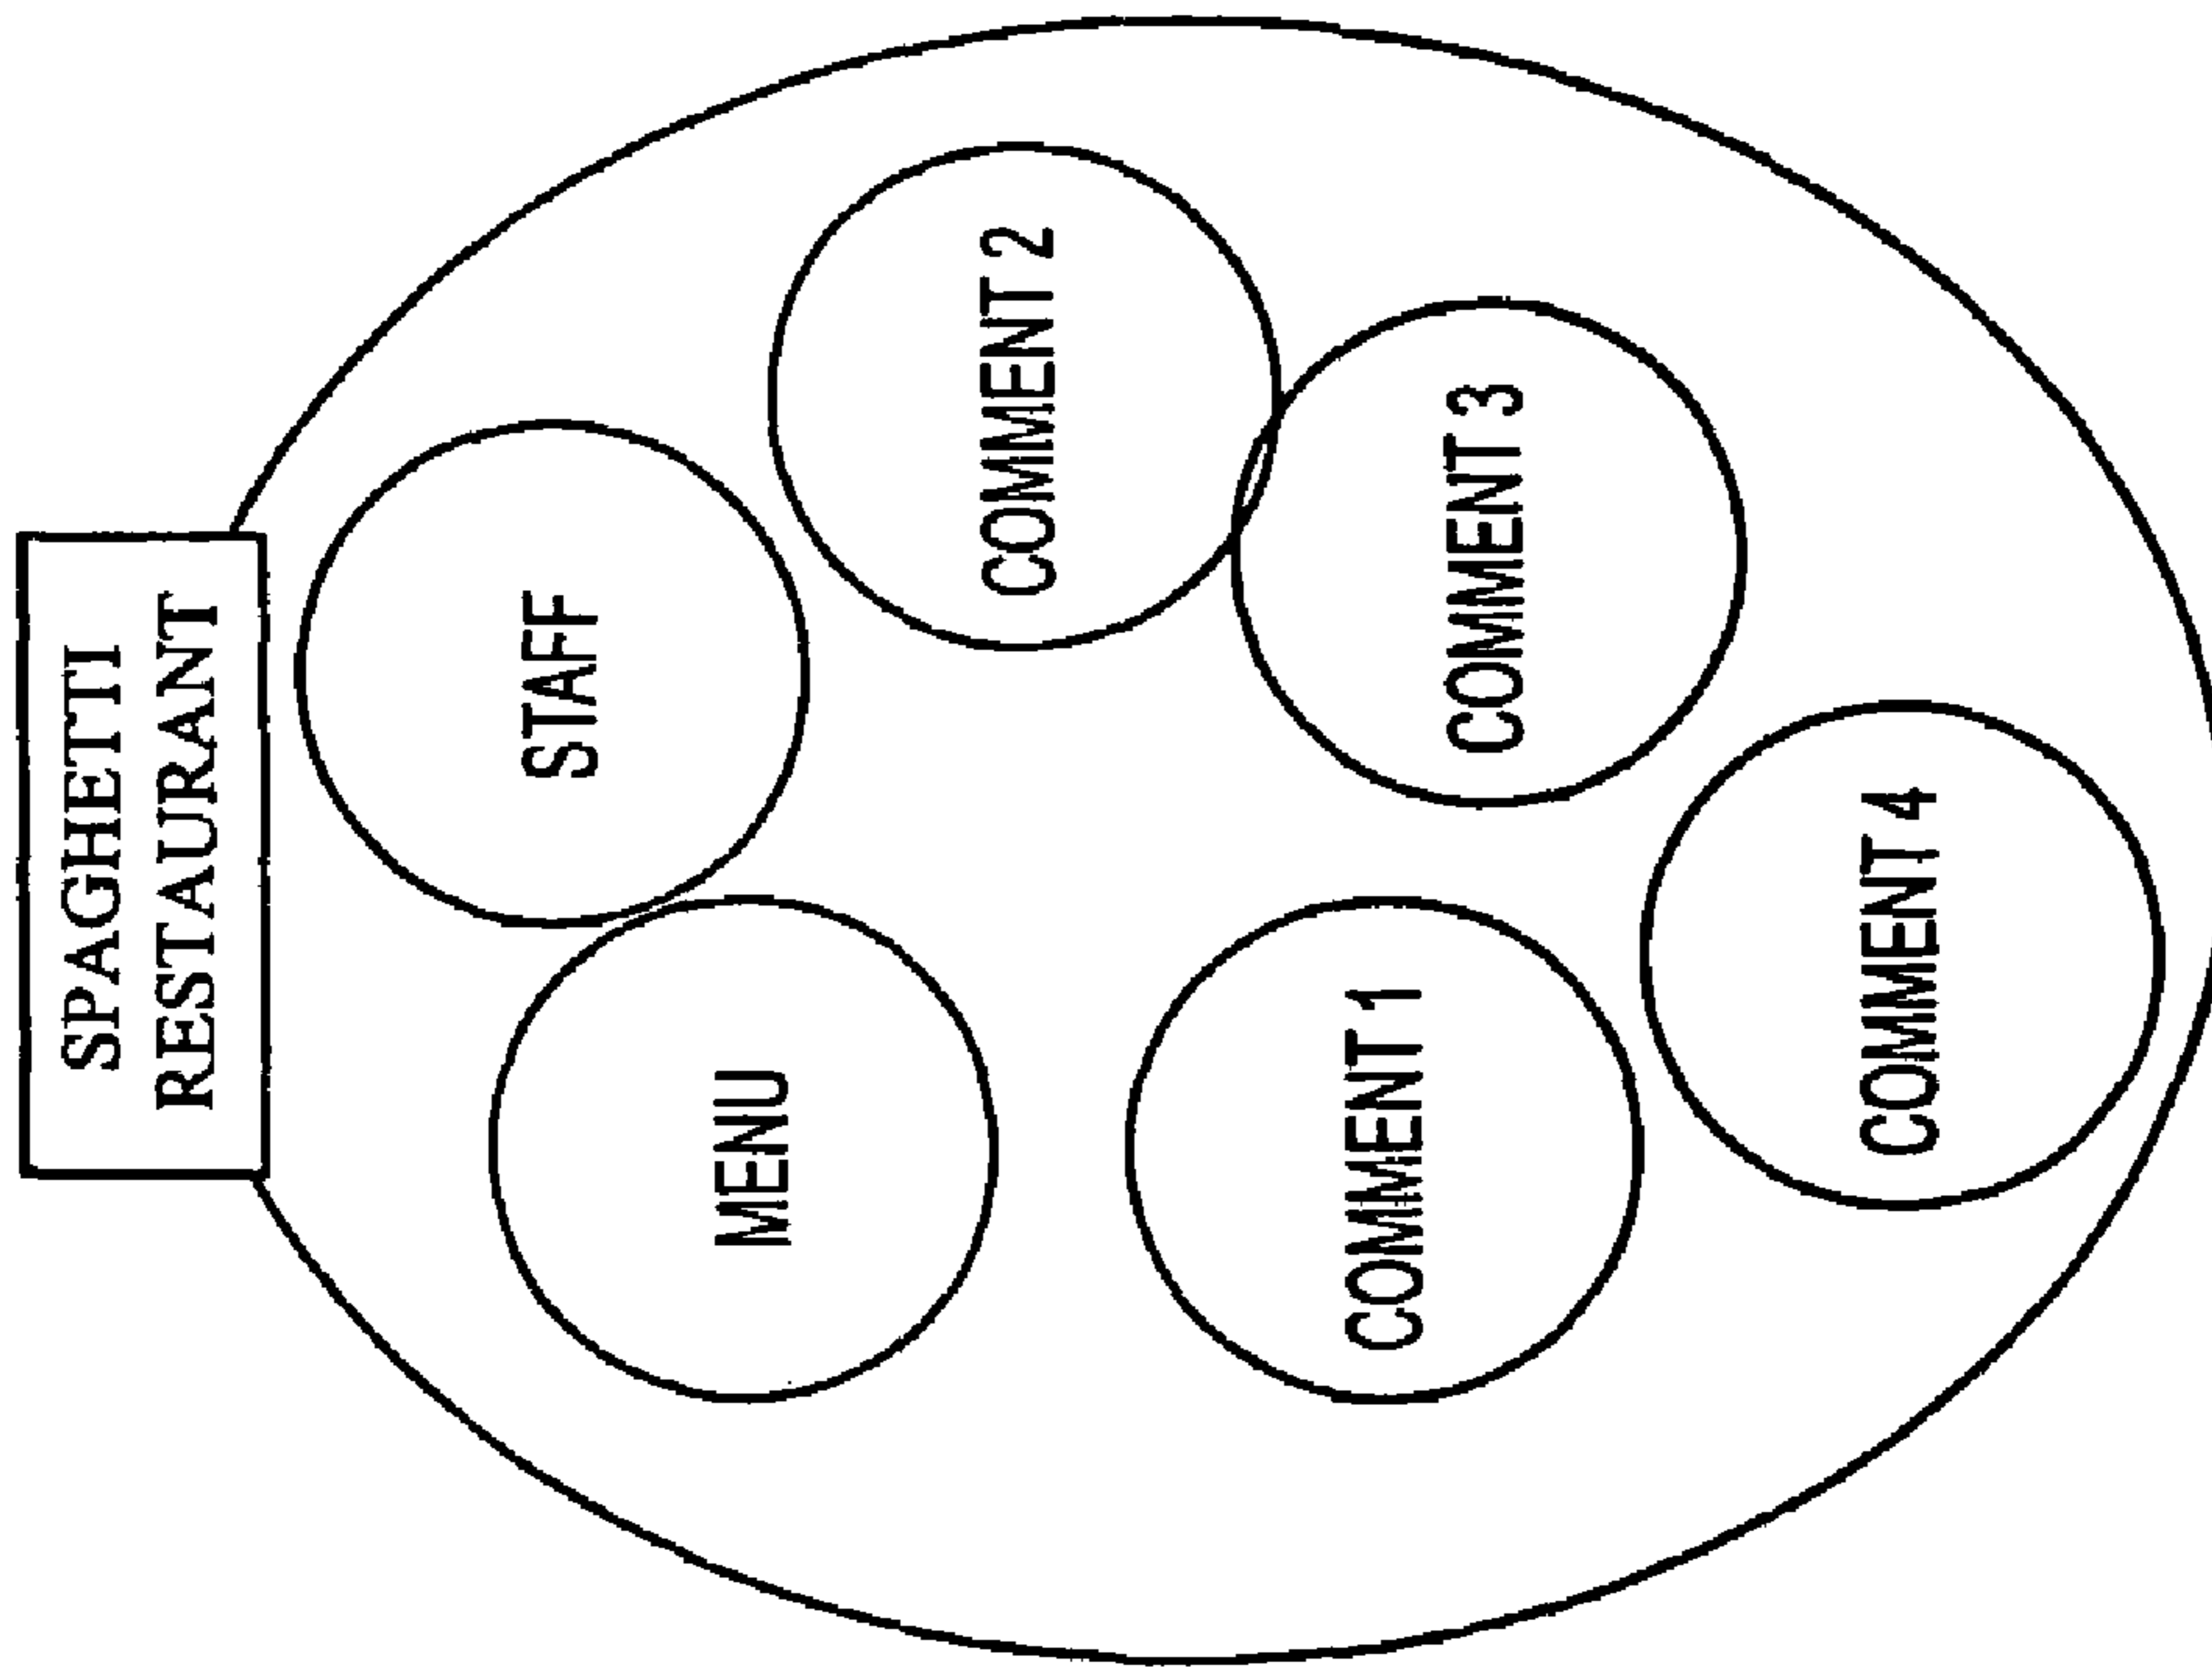 SPAGHETTI
RESTAURANT
MENU
STAFF
COMMENT 1
COMMENT 2
COMMENT 3
COMMENT 4